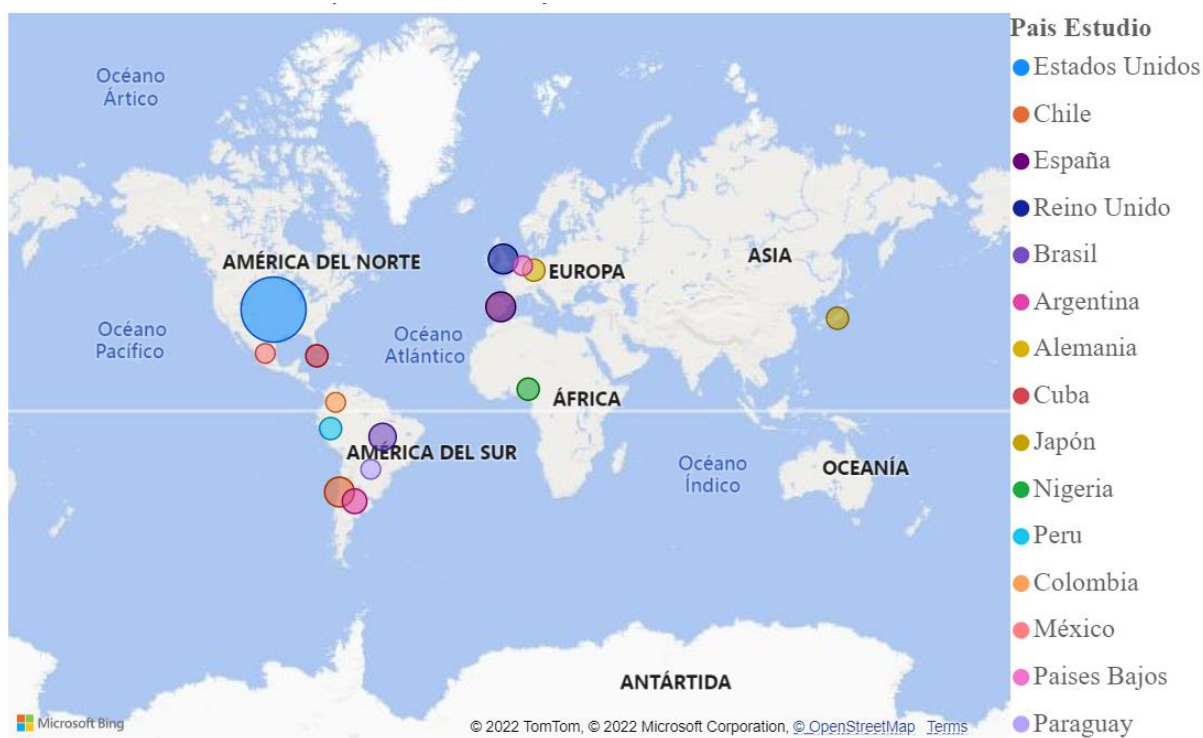 Pais Estudio
Estados Unidos
Chile
España
Reino Unido
Brasil
Argentina
Alemania
Cuba
Japón
Nigeria
Peru
Colombia
México
Paises Bajos
Paraguay
Océano
Ártico
AMÉRICA DEL NORTE
EUROPA
ASIA
Océano
Pacífico
Océano
Atlántico
ÁFRICA
AMÉRICA DEL SUR
Océano
Índico
OCEANÍA
ANTÁRTIDA
Microsoft Bing
© 2022 TomTom, © 2022 Microsoft Corporation, © OpenStreetMap Terms